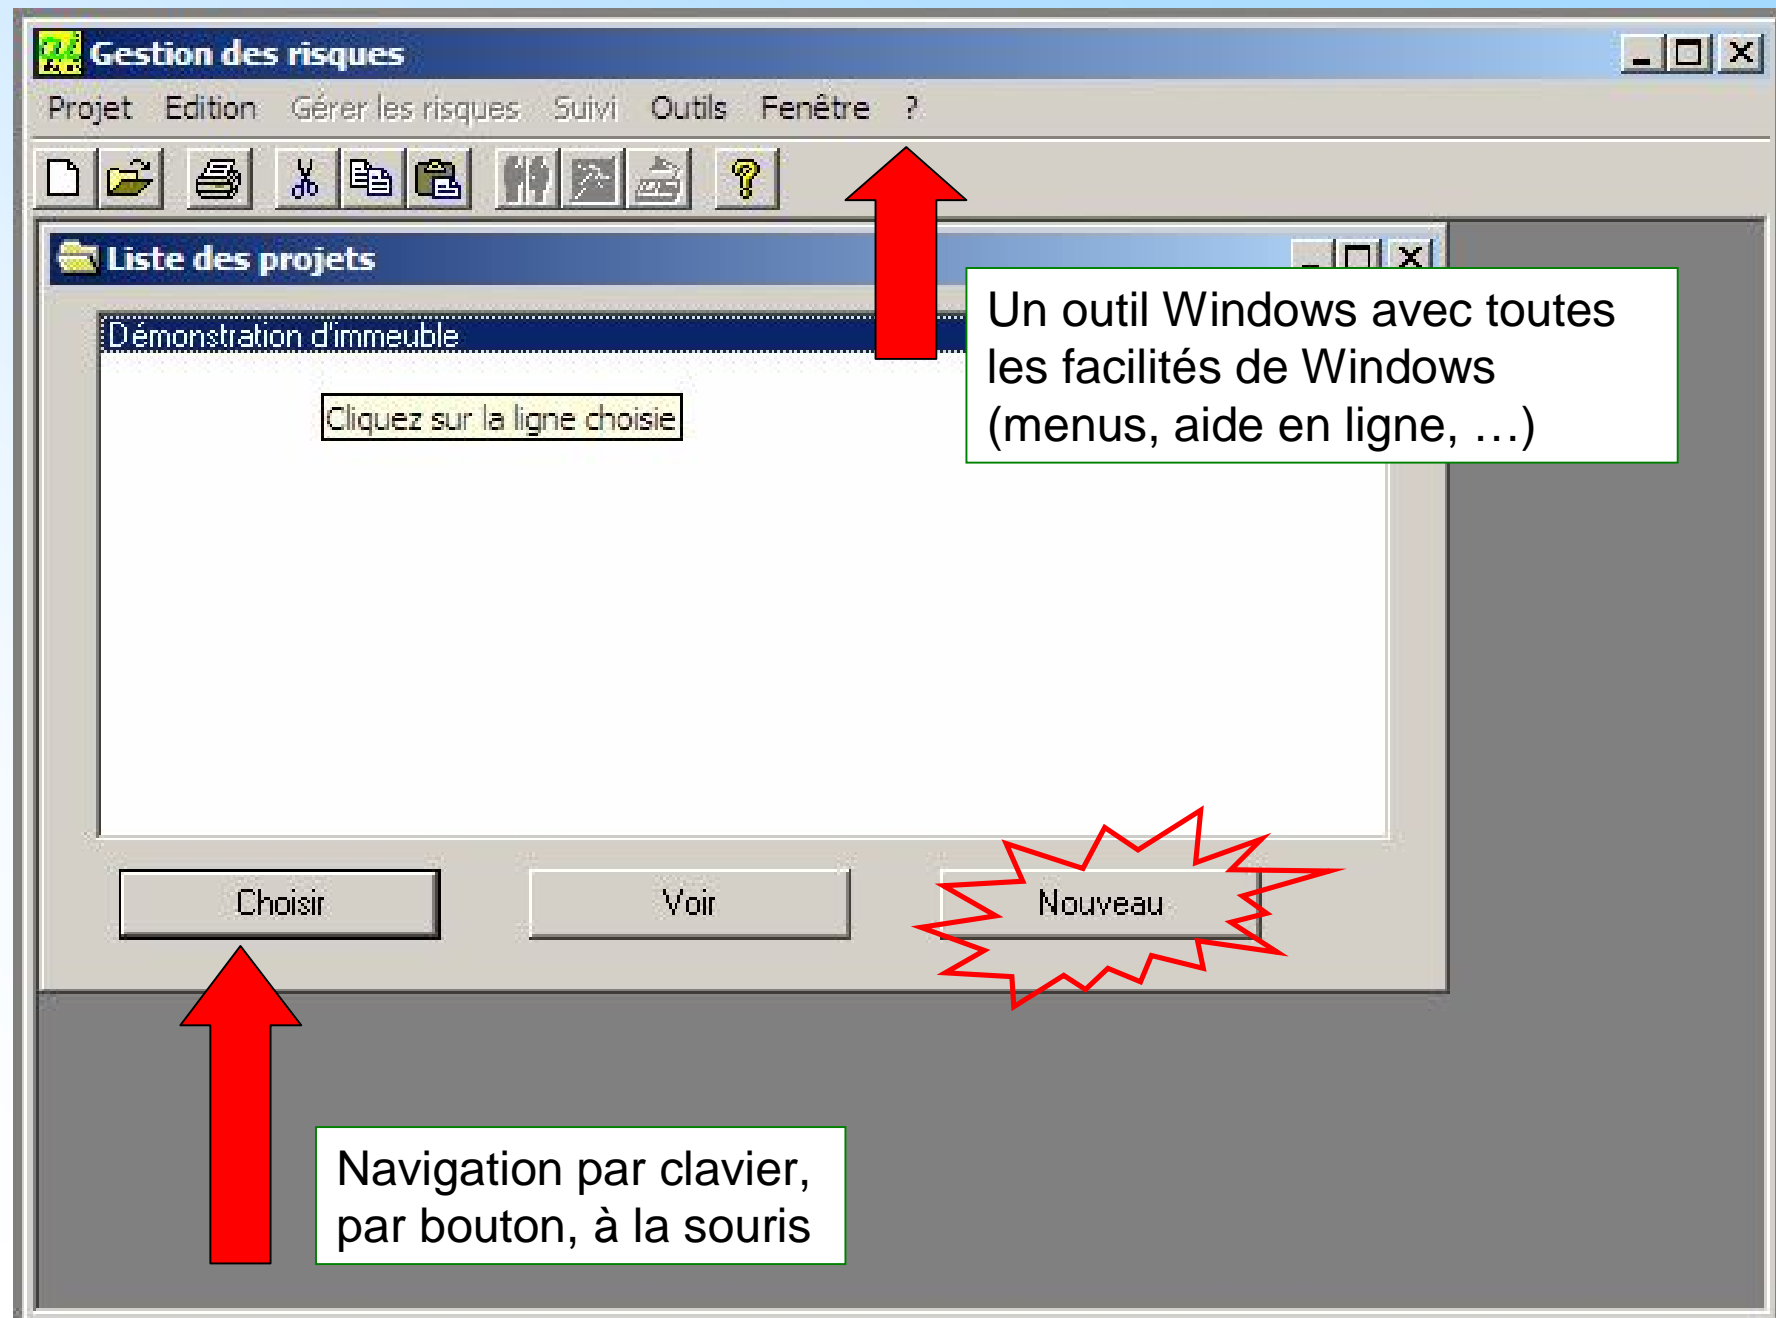 Gestion des risques
Projet Edition Gérer les risques Suivi Outils Fenêtre ?
Liste des projets
Démonstration d'immeuble
Cliquez sur la ligne choisie
Un outil Windows avec toutes
les facilités de Windows
(menus, aide en ligne, …)
Choisir Voir Nouveau
Navigation par clavier,
par bouton, à la souris